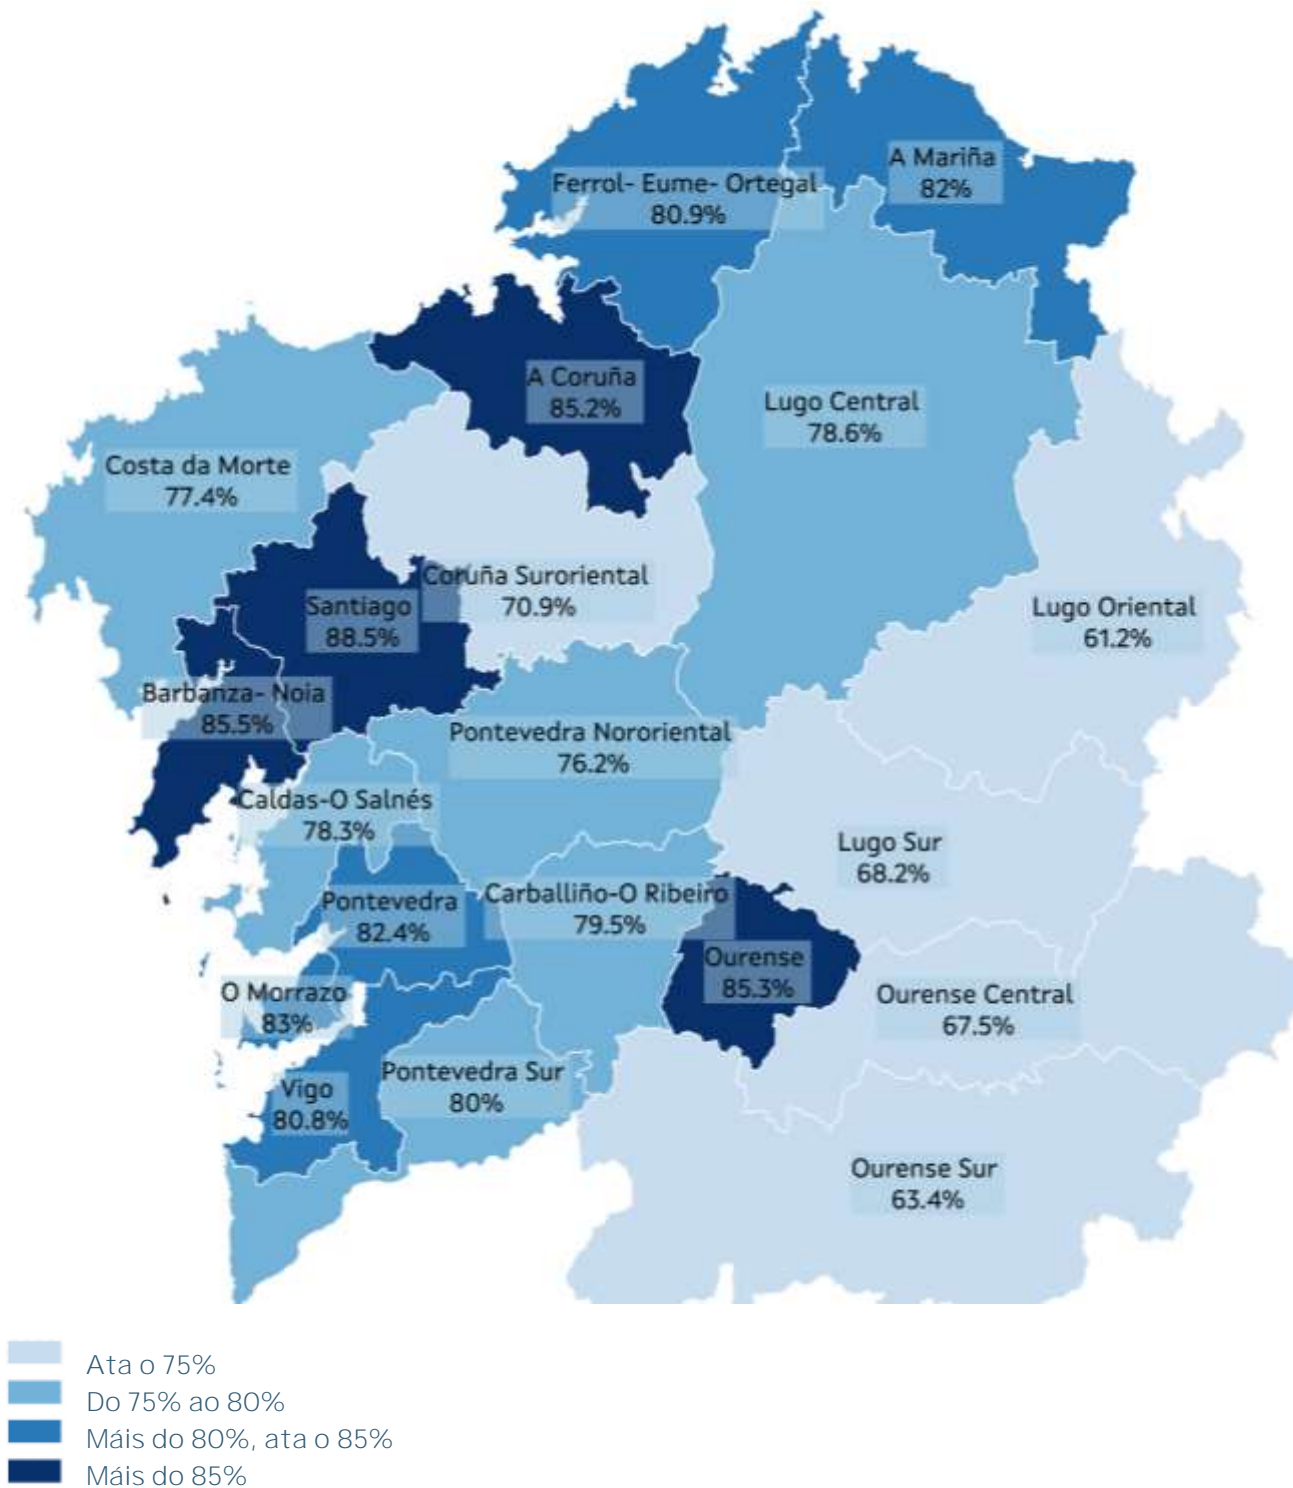 A Mariña
82%
Ferrol- Eume- Ortegal
80.9%
A Coruña
85.2%
Lugo Central
78.6%
Costa da Morte
77.4%
Coruña Suroriental
70.9%
Santiago
88.5%
Lugo Oriental
61.2%
Barbanza- Noia
85.5%
Pontevedra Nororiental
76.2%
Caldas-O Salnés
78.3%
Lugo Sur
68.2%
Pontevedra
82.4%
Carballiño-O Ribeiro
79.5%
Ourense
85.3%
O Morrazo
83%
Ourense Central
67.5%
Vigo
80.8%
Pontevedra Sur
80%
Ourense Sur
63.4%
Ata o 75%
Do 75% ao 80%
Máis do 80%, ata o 85%
Máis do 85%